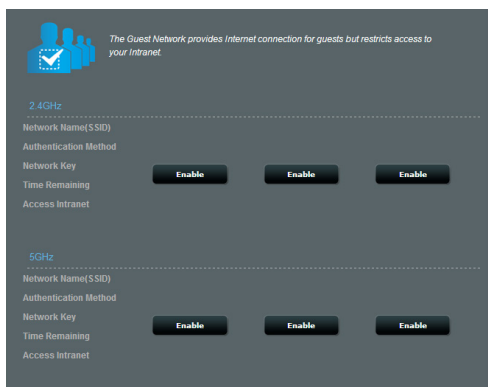 The Guest Network provides Internet connection for guests but restricts access to
your Intranet.
2.4GHz
Network Name(SSID)
Authentication Method
Network Key
Enable Enable Enable
Time Remaining
Access Intranet
5GHz
Network Name(SSID)
Authentication Method
Network Key
Enable Enable Enable
Time Remaining
Access Intranet